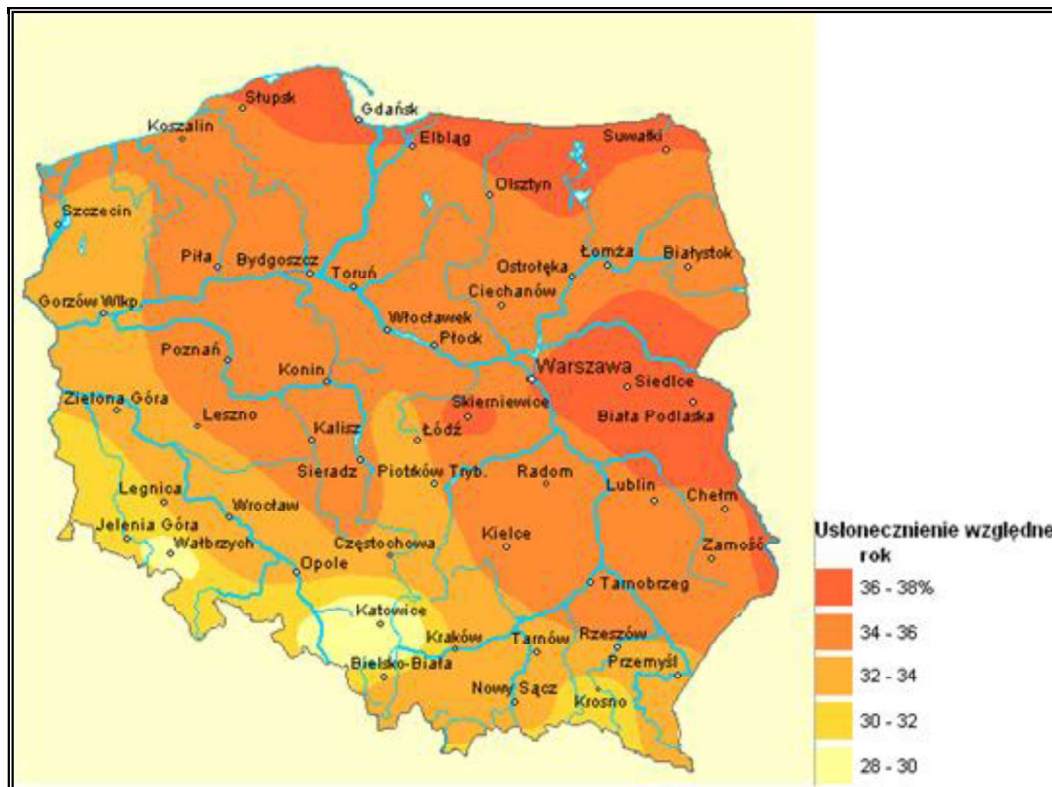 Słupsk
Gdańsk
Koszalin
Elbląg
Suwałki
Olsztyn
Szczecin
Piła
Bydgoszcz
Toruń
Ostrołęka
Łomża
Białystok
Ciechanów
Gorzów Wlkp.
Włocławek
Płock
Poznań
Konin
Warszawa
Siedlce
Zielona Góra
Leszno
Kalisz
Skierniewice
Biała Podlaska
Łódź
Sieradz
Piotrków Tryb.
Radom
Lublin
Chełm
Legnica
Wrocław
Jelenia Góra
Wałbrzych
Opole
Częstochowa
Kielce
Zamość
Tarnobrzeg
Katowice
Kraków
Tarnów
Rzeszów
Przemyśl
Bielsko-Biała
Nowy Sącz
Krosno
Usłonecznienie względne
rok
36 - 38%
34 - 36
32 - 34
30 - 32
28 - 30